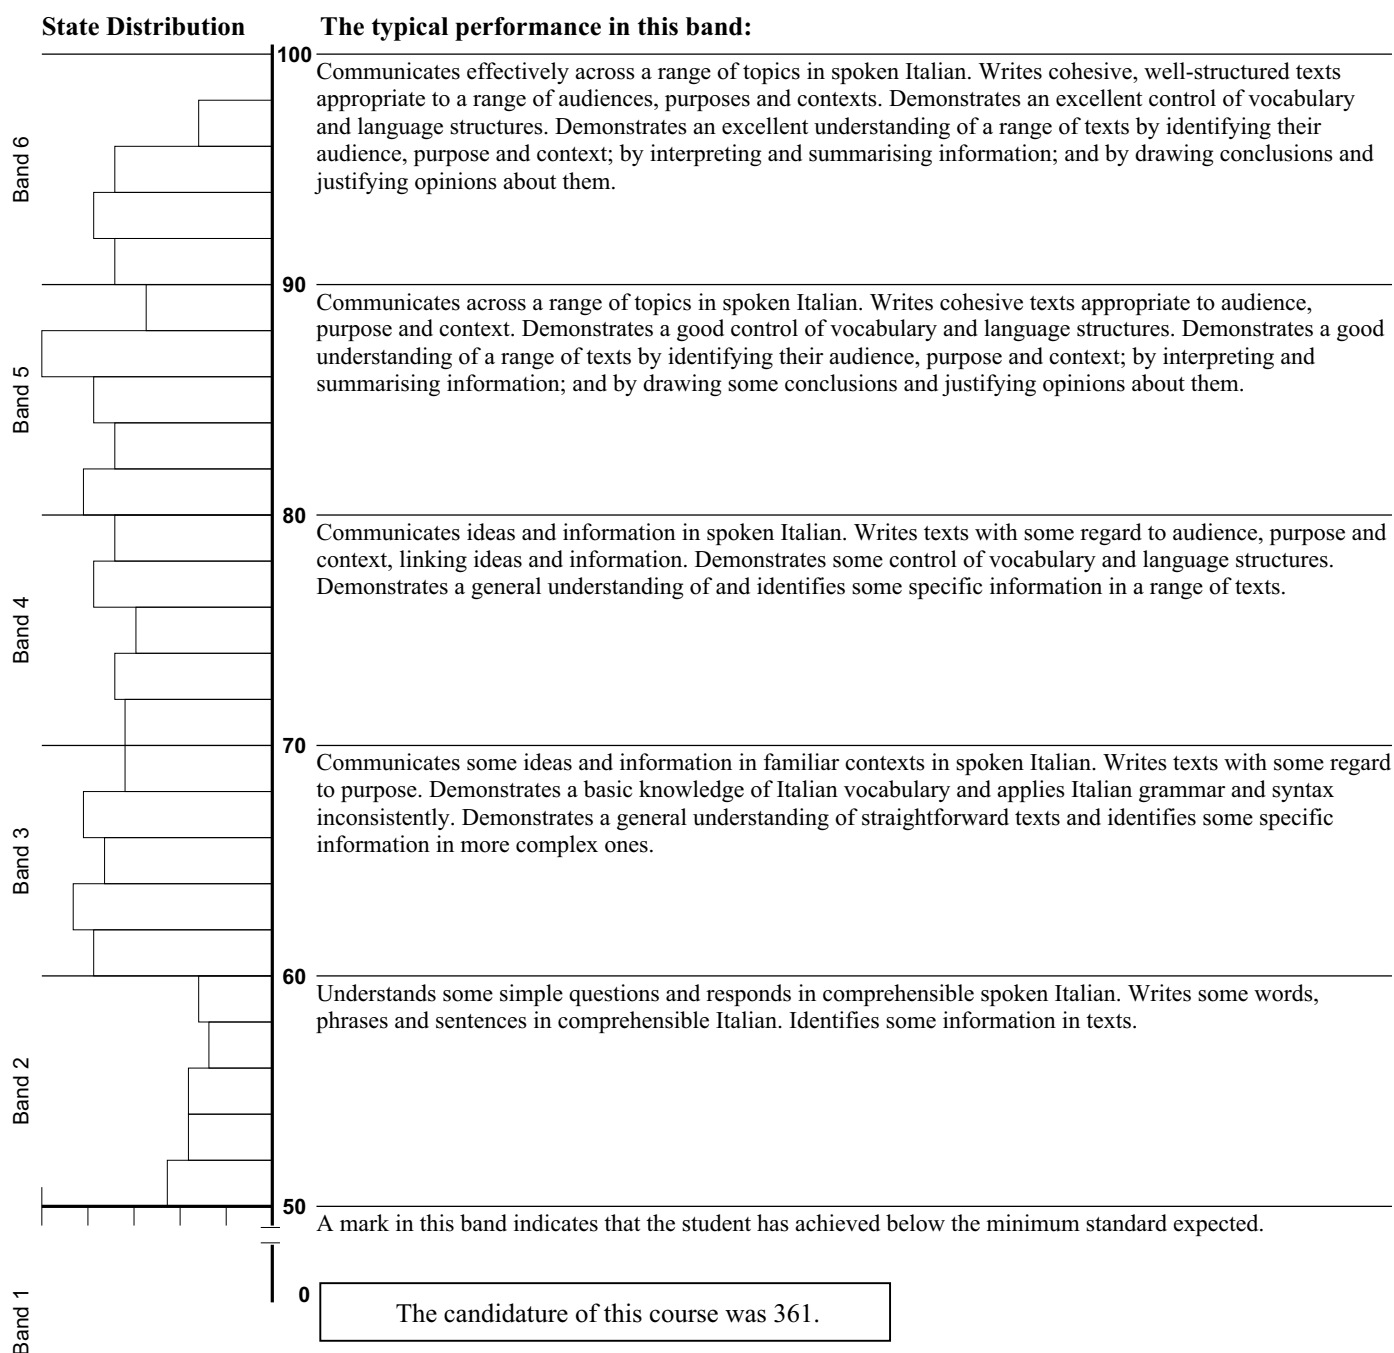 State Distribution
The typical performance in this band:
100
Communicates effectively across a range of topics in spoken Italian. Writes cohesive, well-structured texts
appropriate to a range of audiences, purposes and contexts. Demonstrates an excellent control of vocabulary
and language structures. Demonstrates an excellent understanding of a range of texts by identifying their
audience, purpose and context; by interpreting and summarising information; and by drawing conclusions and
justifying opinions about them.
Band 6
90
Communicates across a range of topics in spoken Italian. Writes cohesive texts appropriate to audience,
purpose and context. Demonstrates a good control of vocabulary and language structures. Demonstrates a good
understanding of a range of texts by identifying their audience, purpose and context; by interpreting and
summarising information; and by drawing some conclusions and justifying opinions about them.
Band 5
80
Communicates ideas and information in spoken Italian. Writes texts with some regard to audience, purpose and
context, linking ideas and information. Demonstrates some control of vocabulary and language structures.
Demonstrates a general understanding of and identifies some specific information in a range of texts.
Band 4
70
Communicates some ideas and information in familiar contexts in spoken Italian. Writes texts with some regard
to purpose. Demonstrates a basic knowledge of Italian vocabulary and applies Italian grammar and syntax
inconsistently. Demonstrates a general understanding of straightforward texts and identifies some specific
information in more complex ones.
Band 3
60
Understands some simple questions and responds in comprehensible spoken Italian. Writes some words,
phrases and sentences in comprehensible Italian. Identifies some information in texts.
Band 2
50
A mark in this band indicates that the student has achieved below the minimum standard expected.
0
Band 1
The candidature of this course was 361.